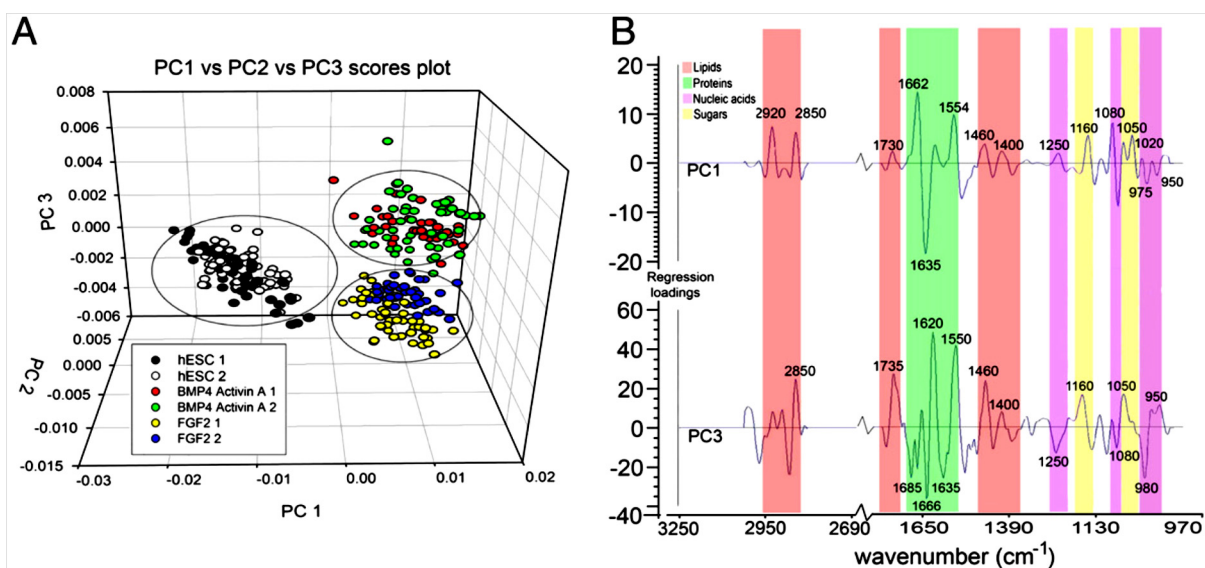 A
PC1 vs PC2 vs PC3 scores plot
0.008
0.006
0.004
0.002
0.000
-0.002
-0.004
-0.006
PC 3
0.005
0.000
-0.005
-0.010
-0.015
PC 2
hESC 1
hESC 2
BMP4 Activin A 1
BMP4 Activin A 2
FGF2 1
FGF2 2
-0.03 -0.02 -0.01 0.00 0.01 0.02
PC 1
B
Lipids
Proteins
Nucleic acids
Sugars
20
10
0
-10
-20
PC1
2920 2850
1730
1662
1635
1554
1460
1400
1250
1160
1080
1050
1020
975
950
Regression
loadings
60
40
20
0
-20
-40
PC3
2850
1735
1685
1666
1620
1635
1550
1460
1400
1250
1160
1080
1050
980
950
3250 2950 2690 1650 1390 1130 970
wavenumber (cm⁻¹)